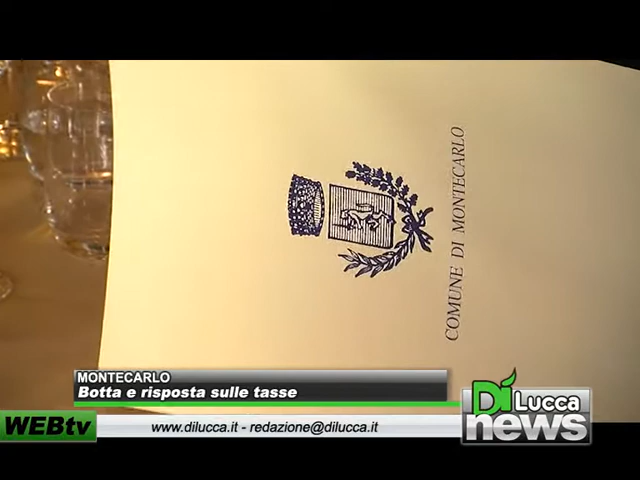 COMUNE DI MONTECARLO
MONTECARLO
Botta e risposta sulle tasse
WEBtv
www.dilucca.it - redazione@dilucca.it
Di LUCCA
news